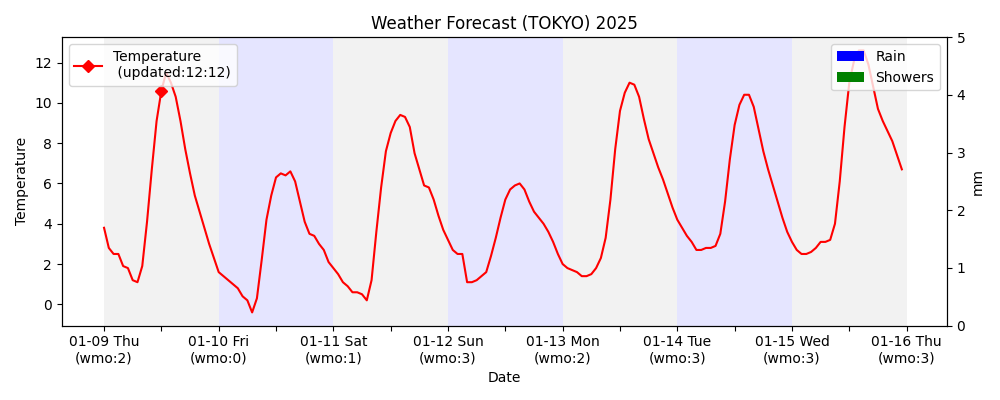 Weather Forecast (TOKYO) 2025
Temperature
(updated:12:12)
Rain
Showers
Temperature
12
10
8
6
4
2
0
5
4
3
2
1
0
mm
01-09 Thu
(wmo:2)
01-10 Fri
(wmo:0)
01-11 Sat
(wmo:1)
01-12 Sun
(wmo:3)
01-13 Mon
(wmo:2)
01-14 Tue
(wmo:3)
01-15 Wed
(wmo:3)
01-16 Thu
(wmo:3)
Date